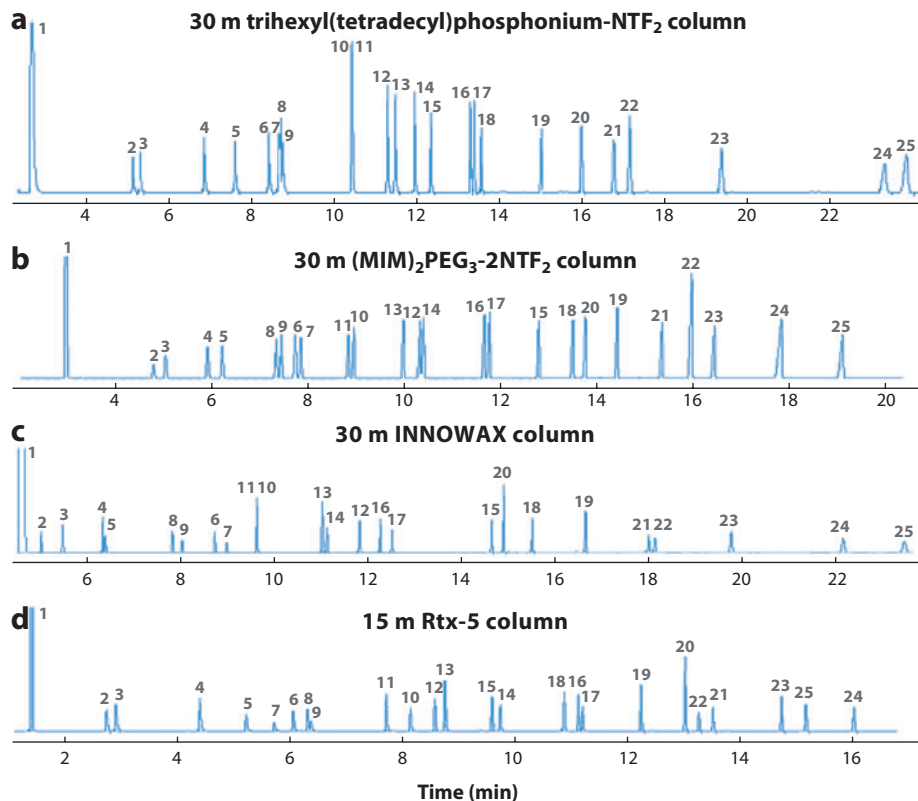 a 30 m trihexyl(tetradecyl)phosphonium-NTF2 column
1 2 3 4 5 6 7 8 9 10 11 12 13 14 15 16 17 18 19 20 21 22 23 24 25
4 6 8 10 12 14 16 18 20 22
b 30 m (MIM)2PEG3-2NTF2 column
1 2 3 4 5 8 9 6 7 11 10 13 12 14 16 17 15 18 20 19 21 22 23 24 25
4 6 8 10 12 14 16 18 20
c 30 m INNOWAX column
1 2 3 4 5 8 9 6 7 11 10 13 14 12 16 17 15 20 18 19 21 22 23 24 25
6 8 10 12 14 16 18 20 22
d 15 m Rtx-5 column
1 2 3 4 5 7 6 8 9 11 10 12 13 15 14 18 16 17 19 20 22 21 23 25 24
2 4 6 8 10 12 14 16
Time (min)